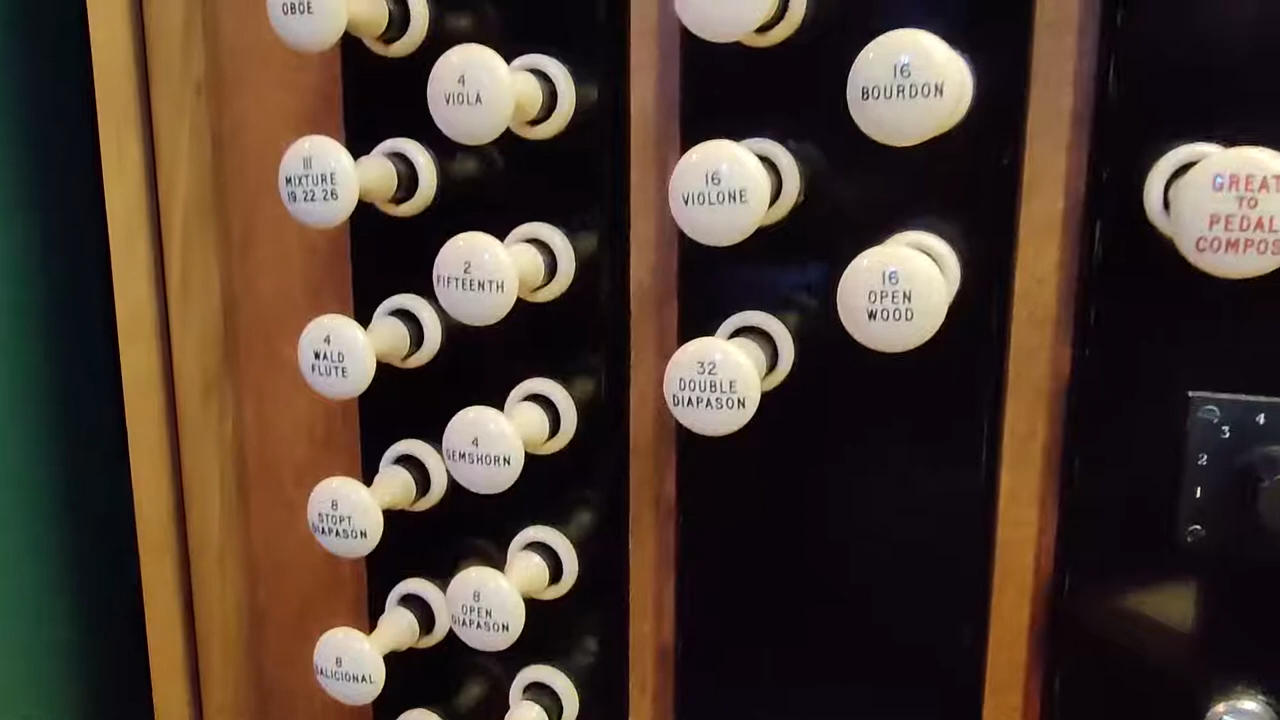 OBOE
4
VIOLA
III
MIXTURE
19.22.26
2
FIFTEENTH
4
WALD
FLUTE
4
GEMSHORN
8
STOPT
DIAPASON
8
OPEN
DIAPASON
8
SALICIONAL
16
BOURDON
16
VIOLONE
16
OPEN
WOOD
32
DOUBLE
DIAPASON
GREAT
TO
PEDAL
COMPOS
4
3
2
1